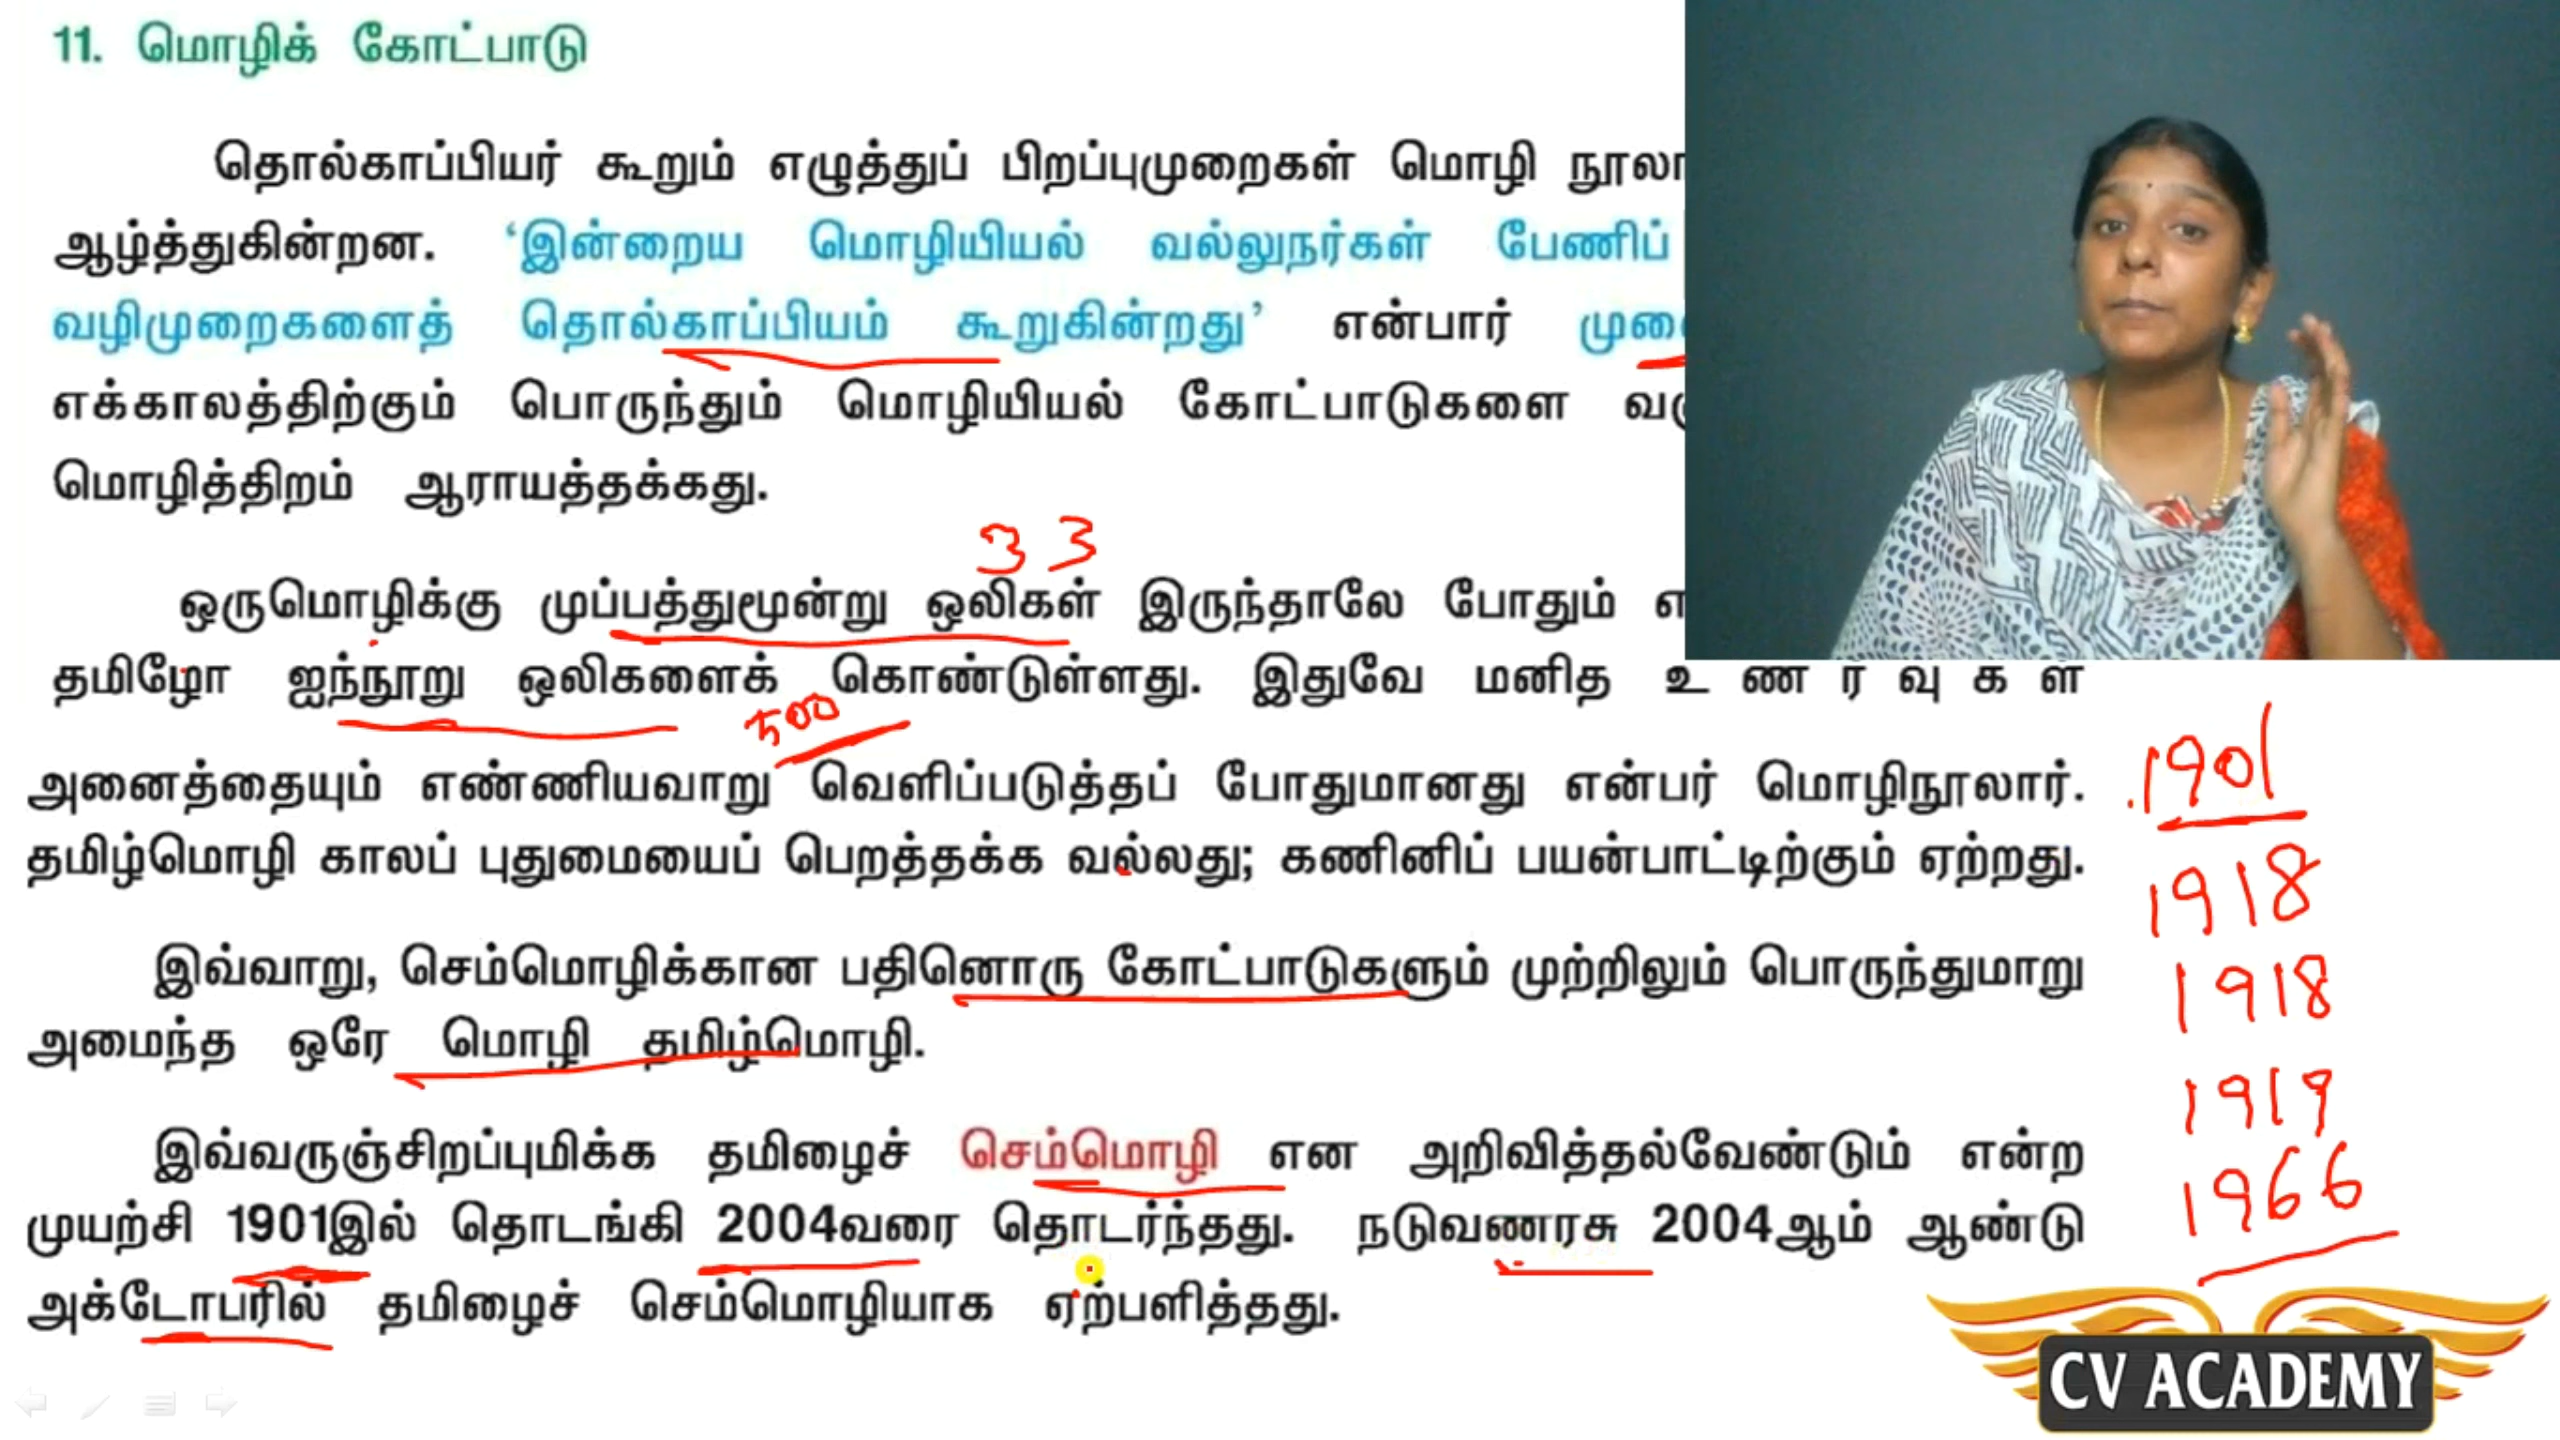 11. மொழிக் கோட்பாடு
தொல்காப்பியர் கூறும் எழுத்துப் பிறப்புமுறைகள் மொழி
ஆழ்த்துகின்றன. ‘இன்றைய மொழியியல் வல்லுநர்கள் பேணிப்
வழிமுறைகளைத் தொல்காப்பியம் கூறுகின்றது’ என்பார்
எக்காலத்திற்கும் பொருந்தும் மொழியியல் கோட்பாடுகளை
மொழித்திறம் ஆராயத்தக்கது.
33
ஒருமொழிக்கு முப்பத்துமூன்று ஒலிகள் இருந்தாலே போதும்
தமிழோ ஐந்நூறு ஒலிகளைக் கொண்டுள்ளது. இதுவே மனித உணர்வுகள்
500
அனைத்தையும் எண்ணியவாறு வெளிப்படுத்தப் போதுமானது என்பர் மொழிநூலார்.
தமிழ்மொழி காலப் புதுமையைப் பெறத்தக்க வல்லது; கணினிப் பயன்பாட்டிற்கும் ஏற்றது.
இவ்வாறு, செம்மொழிக்கான பதினொரு கோட்பாடுகளும் முற்றிலும் பொருந்துமாறு
அமைந்த ஒரே மொழி தமிழ்மொழி.
இவ்வருஞ்சிறப்புமிக்க தமிழைச் செம்மொழி என அறிவித்தல்வேண்டும் என்ற
முயற்சி 1901இல் தொடங்கி 2004வரை தொடர்ந்தது. நடுவணரசு 2004ஆம் ஆண்டு
அக்டோபரில் தமிழைச் செம்மொழியாக ஏற்பளித்தது.
1901
1918
1918
1919
1966
CV ACADEMY